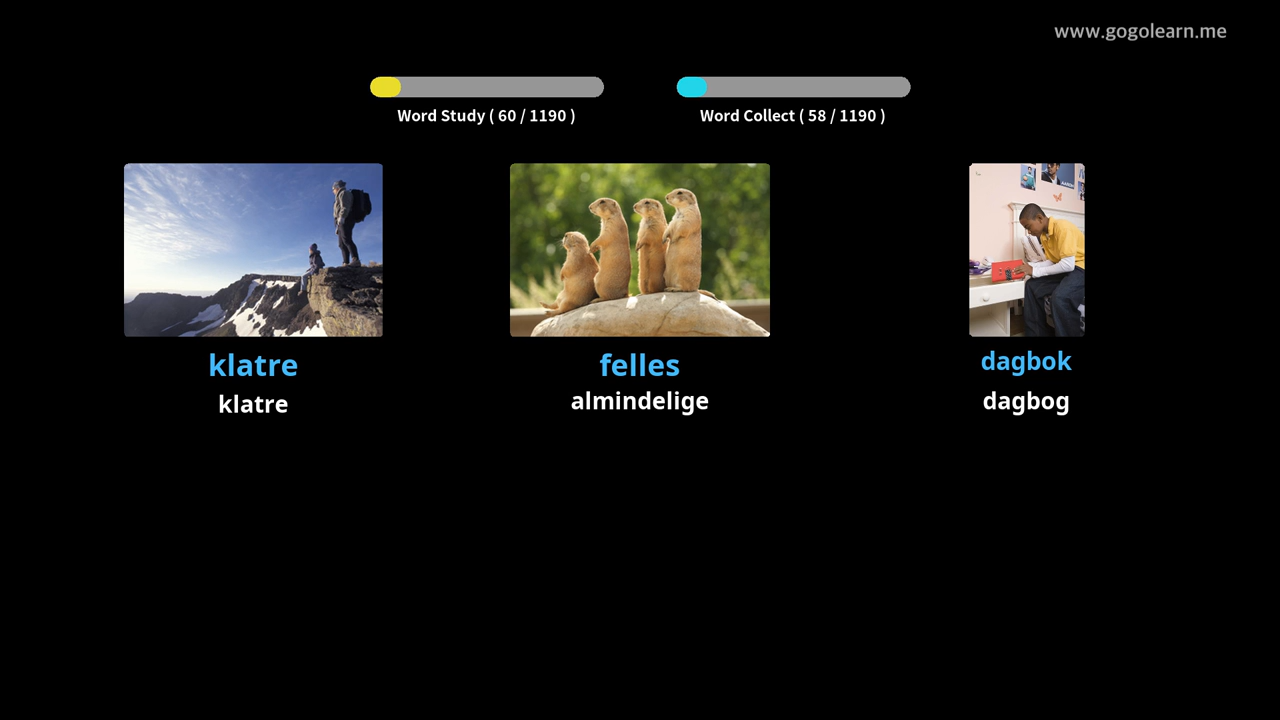 www.gogolearn.me
Word Study ( 60 / 1190 )
Word Collect ( 58 / 1190 )
klatre
klatre
felles
almindelige
dagbok
dagbog